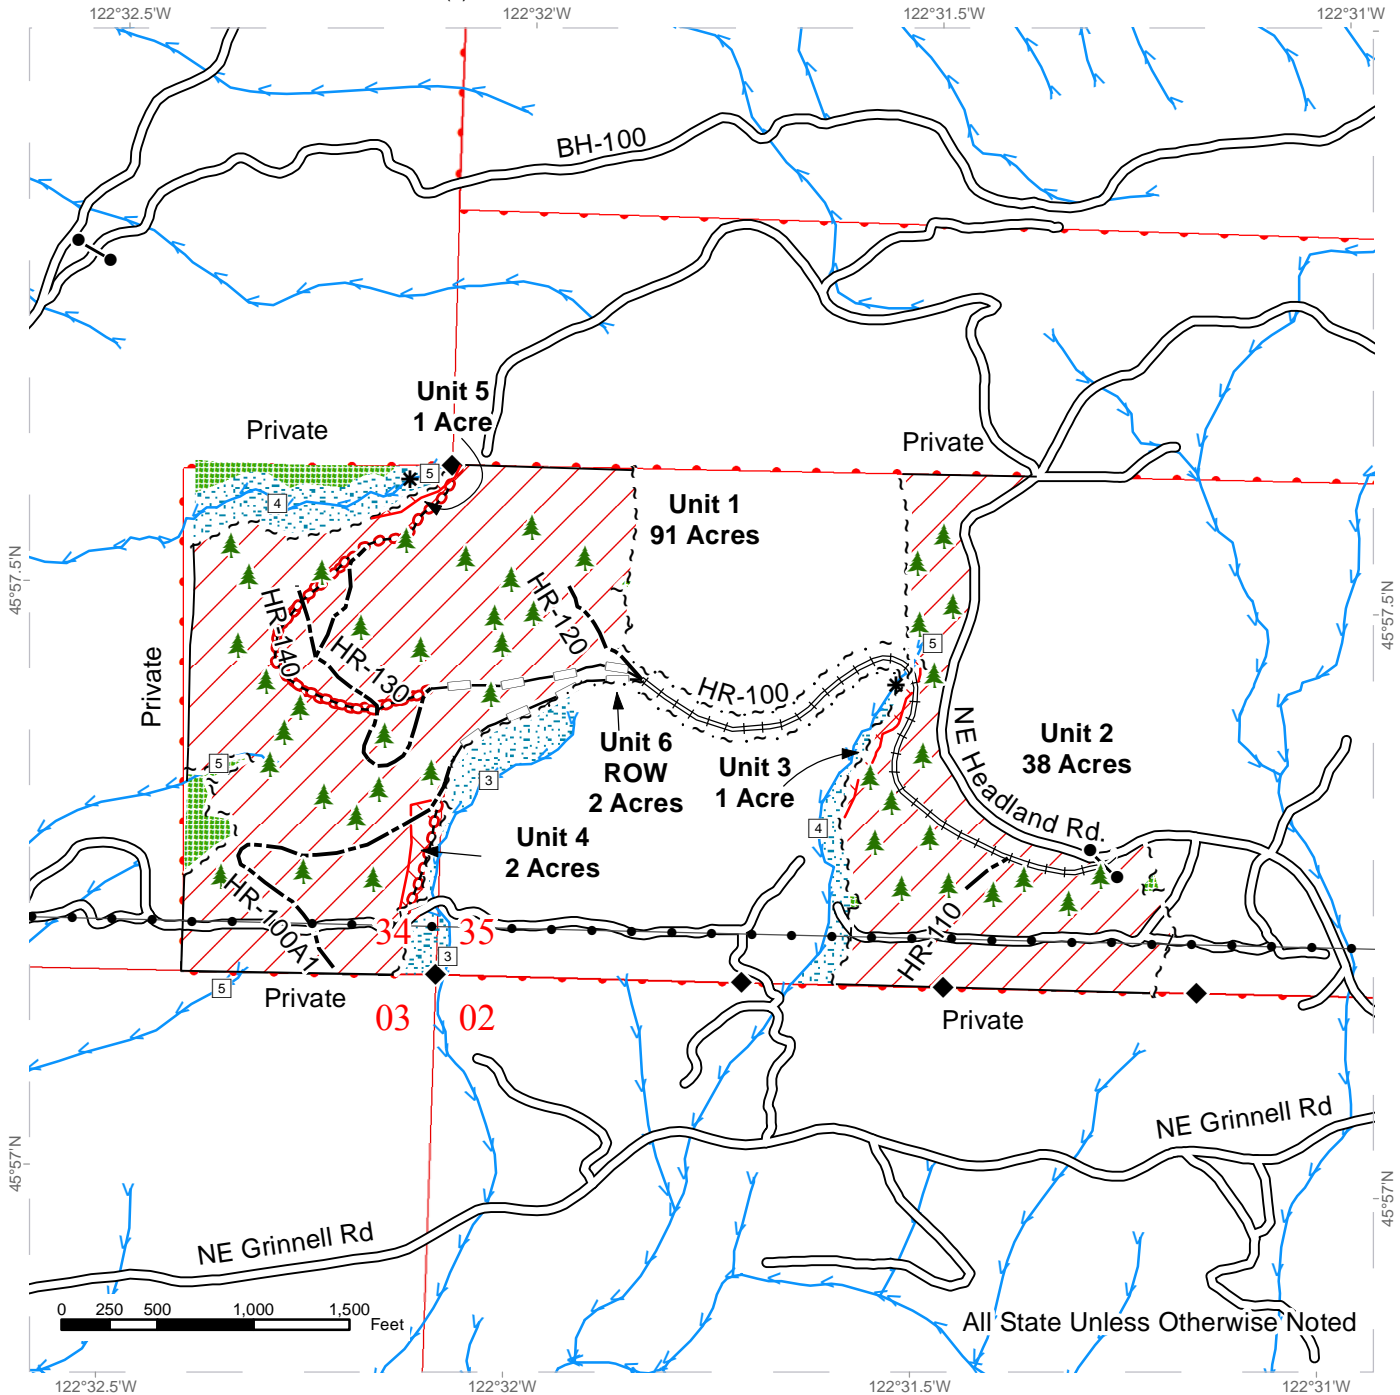 122°32.5'W
122°32'W
122°31.5'W
122°31'W
BH-100
Unit 5
1 Acre
Private
Private
5
4
Unit 1
91 Acres
45°57.5'N
45°57.5'N
HR-120
HR-140
HR-130
5
HR-100
Private
NE Headland Rd.
Unit 6
ROW
2 Acres
Unit 3
1 Acre
Unit 2
38 Acres
5
3
4
Unit 4
2 Acres
HR-100A1
HR-110
34
35
3
5
Private
03
02
Private
NE Grinnell Rd
45°57'N
45°57'N
NE Grinnell Rd
0 250 500 1,000 1,500
Feet
All State Unless Otherwise Noted
122°32.5'W
122°32'W
122°31.5'W
122°31'W